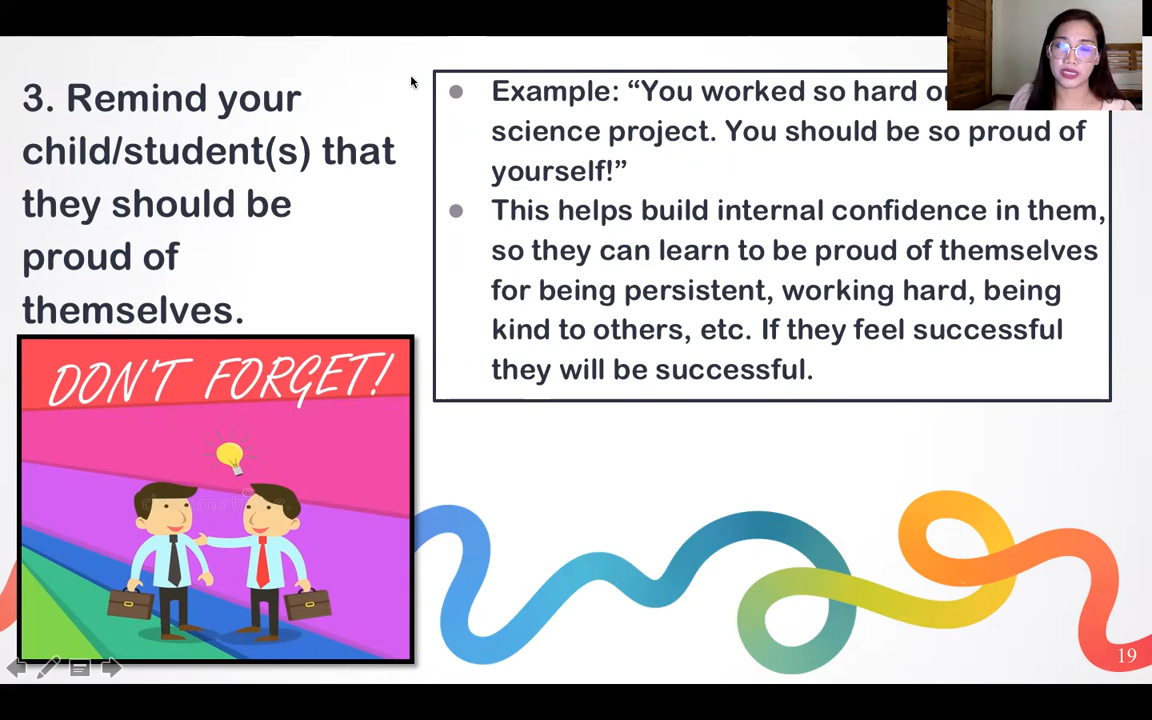 3. Remind your
child/student(s) that
they should be
proud of
themselves.
Example: “You worked so hard
science project. You should be so proud of
yourself!”
This helps build internal confidence in them,
so they can learn to be proud of themselves
for being persistent, working hard, being
kind to others, etc. If they feel successful
they will be successful.
DON'T FORGET!
19